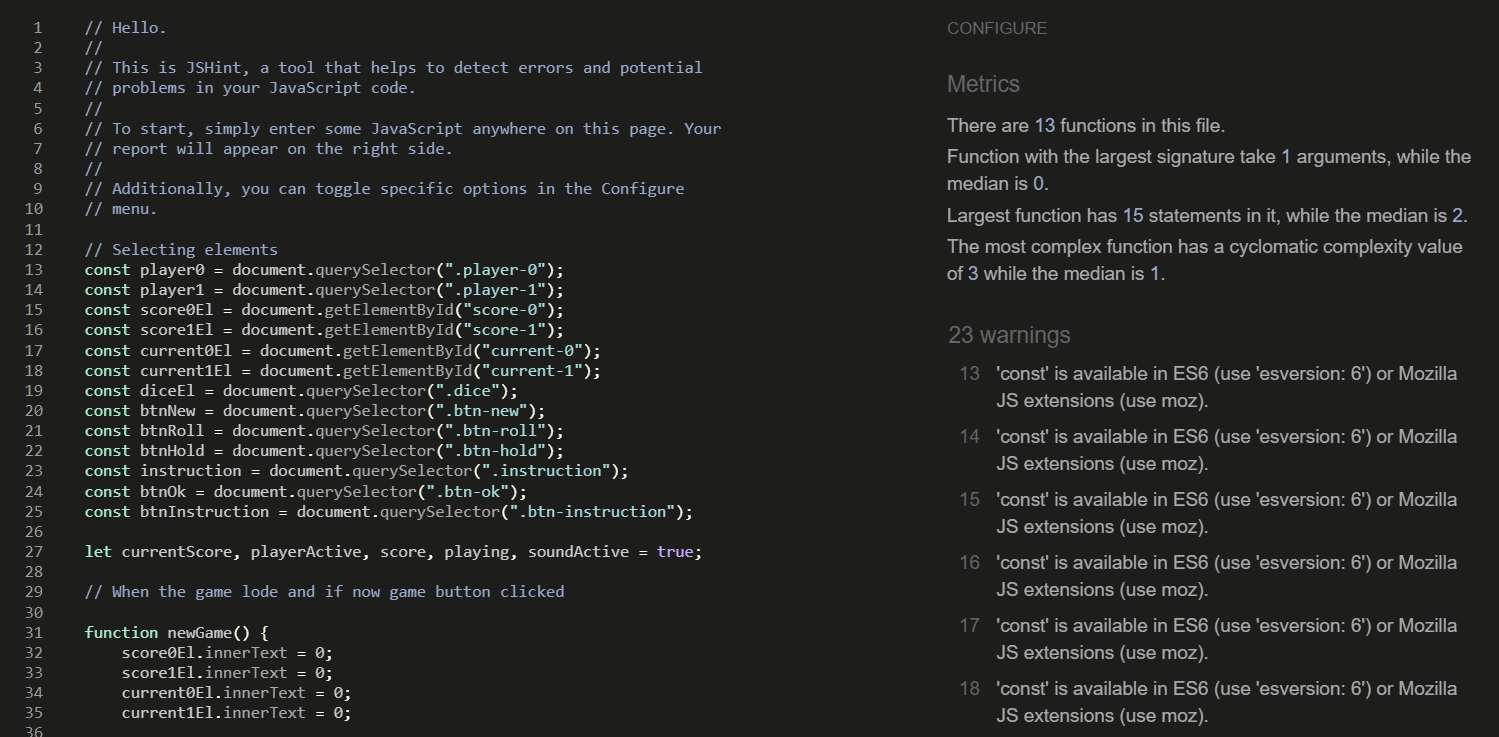 1 // Hello.
2 //
3 // This is JSHint, a tool that helps to detect errors and potential
4 // problems in your JavaScript code.
5 //
6 // To start, simply enter some JavaScript anywhere on this page. Your
7 // report will appear on the right side.
8 //
9 // Additionally, you can toggle specific options in the Configure
10 // menu.
11
12 // Selecting elements
13 const player0 = document.querySelector(".player-0");
14 const player1 = document.querySelector(".player-1");
15 const score0El = document.getElementById("score-0");
16 const score1El = document.getElementById("score-1");
17 const current0El = document.getElementById("current-0");
18 const current1El = document.getElementById("current-1");
19 const diceEl = document.querySelector(".dice");
20 const btnNew = document.querySelector(".btn-new");
21 const btnRoll = document.querySelector(".btn-roll");
22 const btnHold = document.querySelector(".btn-hold");
23 const instruction = document.querySelector(".instruction");
24 const btnOk = document.querySelector(".btn-ok");
25 const btnInstruction = document.querySelector(".btn-instruction");
26
27 let currentScore, playerActive, score, playing, soundActive = true;
28
29 // When the game lode and if now game button clicked
30
31 function newGame() {
32 score0El.innerText = 0;
33 score1El.innerText = 0;
34 current0El.innerText = 0;
35 current1El.innerText = 0;
36
CONFIGURE
Metrics
There are 13 functions in this file.
Function with the largest signature take 1 arguments, while the
median is 0.
Largest function has 15 statements in it, while the median is 2.
The most complex function has a cyclomatic complexity value
of 3 while the median is 1.
23 warnings
13 'const' is available in ES6 (use 'esversion: 6') or Mozilla
JS extensions (use moz).
14 'const' is available in ES6 (use 'esversion: 6') or Mozilla
JS extensions (use moz).
15 'const' is available in ES6 (use 'esversion: 6') or Mozilla
JS extensions (use moz).
16 'const' is available in ES6 (use 'esversion: 6') or Mozilla
JS extensions (use moz).
17 'const' is available in ES6 (use 'esversion: 6') or Mozilla
JS extensions (use moz).
18 'const' is available in ES6 (use 'esversion: 6') or Mozilla
JS extensions (use moz).